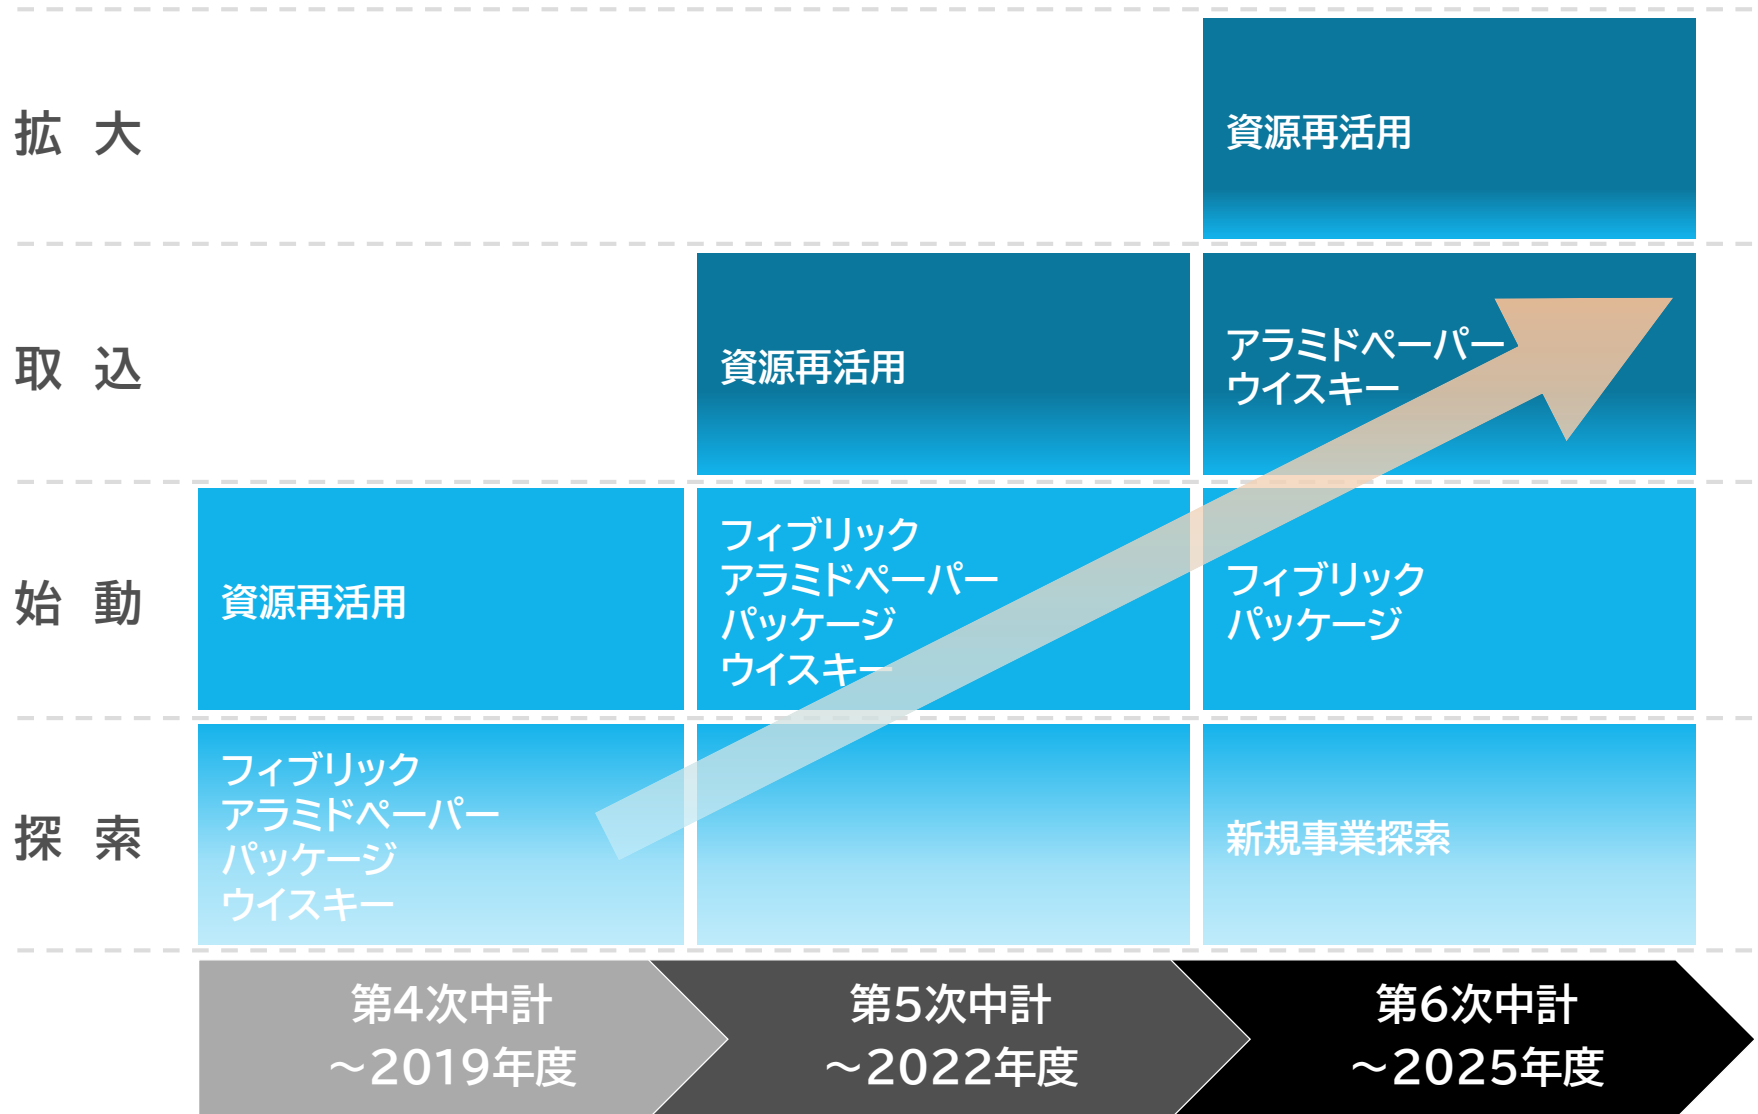 拡 大
資源再活用
取 込
資源再活用
アラミドペーパー
ウイスキー
始 動
資源再活用
フィブリック
アラミドペーパー
パッケージ
ウイスキー
フィブリック
パッケージ
探 索
フィブリック
アラミドペーパー
パッケージ
ウイスキー
新規事業探索
第4次中計
～2019年度
第5次中計
～2022年度
第6次中計
～2025年度